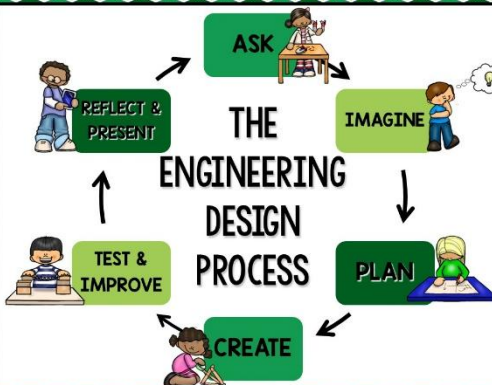 THE
ENGINEERING
DESIGN
PROCESS
ASK
IMAGINE
PLAN
CREATE
TEST &
IMPROVE
REFLECT &
PRESENT